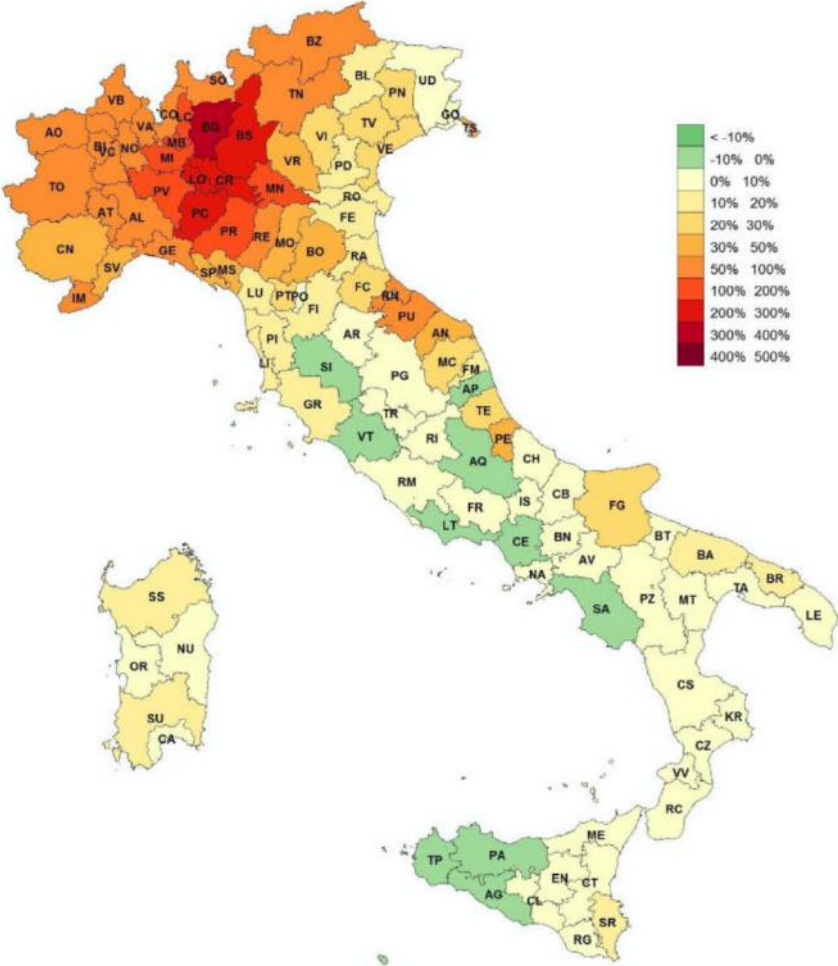 BZ
SO
BL
UD
PN
VB
TN
CO
LC
GO
TS
AO
VA
BG
BS
VI
TV
BI
VC
NO
MB
MI
VR
VE
PD
TO
PV
LO
CR
MN
RO
AT
AL
PC
FE
PR
RE
MO
CN
GE
BO
RA
SV
SP
MS
IM
LU
PT
PO
FC
RN
FI
PU
AR
AN
PI
LI
SI
MC
FM
PG
AP
GR
TR
TE
VT
RI
PE
AQ
CH
RM
IS
CB
FG
FR
LT
CE
BN
BT
BA
AV
NA
BR
SS
SA
PZ
MT
TA
LE
NU
OR
CS
SU
CA
KR
CZ
VV
RC
ME
TP
PA
EN
AG
CL
CT
SR
RG
< -10%
-10% 0%
0% 10%
10% 20%
20% 30%
30% 50%
50% 100%
100% 200%
200% 300%
300% 400%
400% 500%